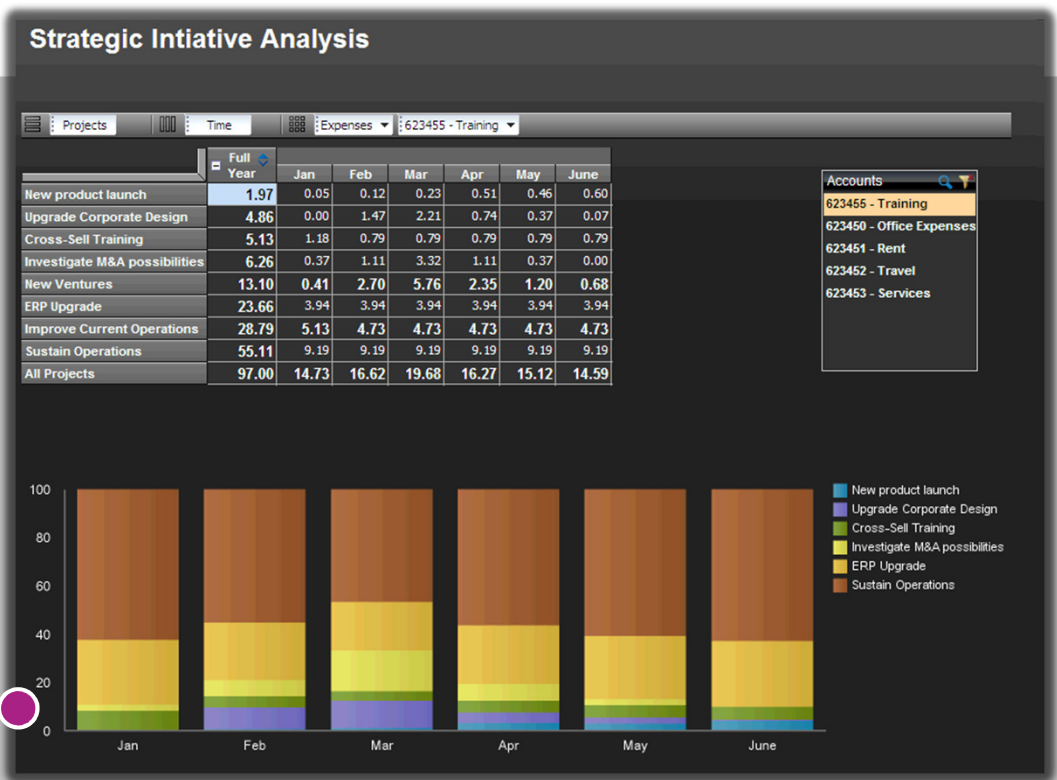 Strategic Intiative Analysis
Projects Time Expenses 623455 - Training
Full Year Jan Feb Mar Apr May June
New product launch 1.97 0.05 0.12 0.23 0.51 0.46 0.60
Upgrade Corporate Design 4.86 0.00 1.47 2.21 0.74 0.37 0.07
Cross-Sell Training 5.13 1.18 0.79 0.79 0.79 0.79 0.79
Investigate M&A possibilities 6.26 0.37 1.11 3.32 1.11 0.37 0.00
New Ventures 13.10 0.41 2.70 5.76 2.35 1.20 0.68
ERP Upgrade 23.66 3.94 3.94 3.94 3.94 3.94 3.94
Improve Current Operations 28.79 5.13 4.73 4.73 4.73 4.73 4.73
Sustain Operations 55.11 9.19 9.19 9.19 9.19 9.19 9.19
All Projects 97.00 14.73 16.62 19.68 16.27 15.12 14.59
Accounts
623455 - Training
623450 - Office Expenses
623451 - Rent
623452 - Travel
623453 - Services
100
80
60
40
20
0
Jan Feb Mar Apr May June
New product launch
Upgrade Corporate Design
Cross-Sell Training
Investigate M&A possibilities
ERP Upgrade
Sustain Operations